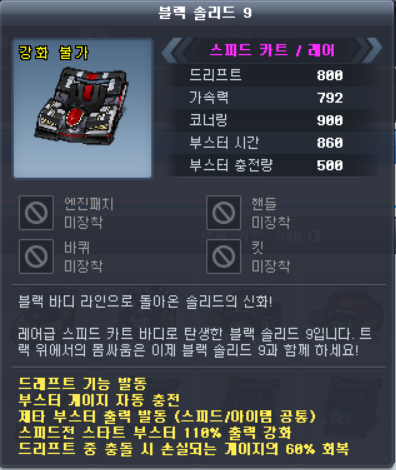 블랙 솔리드 9
강화 불가
스피드 카트 / 레어
드리프트 800
가속력 792
코너링 900
부스터 시간 860
부스터 충전량 500
엔진패치
미장착
핸들
미장착
바퀴
미장착
킷
미장착
블랙 바디 라인으로 돌아온 솔리드의 신화!
레어급 스피드 카트 바디로 탄생한 블랙 솔리드 9입니다. 트
랙 위에서의 몸싸움은 이제 블랙 솔리드 9과 함께 하세요!
드래프트 기능 발동
부스터 게이지 자동 충전
제타 부스터 출력 발동 (스피드/아이템 공통)
스피드전 스타트 부스터 110% 출력 강화
드리프트 중 충돌 시 손실되는 게이지의 60% 회복